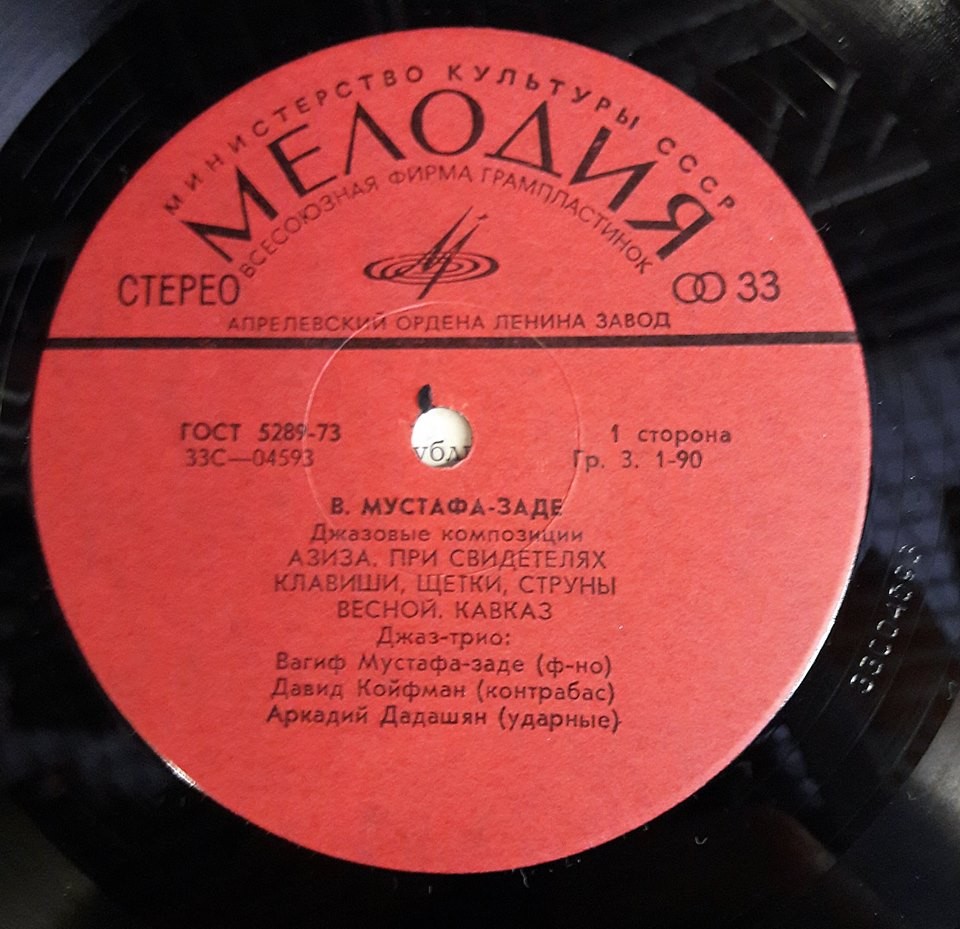 МИНИСТЕРСТВО КУЛЬТУРЫ СССР
МЕЛОДИЯ
ВСЕСОЮЗНАЯ ФИРМА ГРАМПЛАСТИНОК
СТЕРЕО
33
АПРЕЛЕВСКИЙ ОРДЕНА ЛЕНИНА ЗАВОД
ГОСТ 5289-73
1 сторона
33С—04593
Гр. 3. 1-90
В. МУСТАФА-ЗАДЕ
Джазовые композиции
АЗИЗА. ПРИ СВИДЕТЕЛЯХ
КЛАВИШИ, ЩЕТКИ, СТРУНЫ
ВЕСНОЙ. КАВКАЗ
Джаз-трио:
Вагиф Мустафа-заде (ф-но)
Давид Койфман (контрабас)
Аркадий Дадашян (ударные)